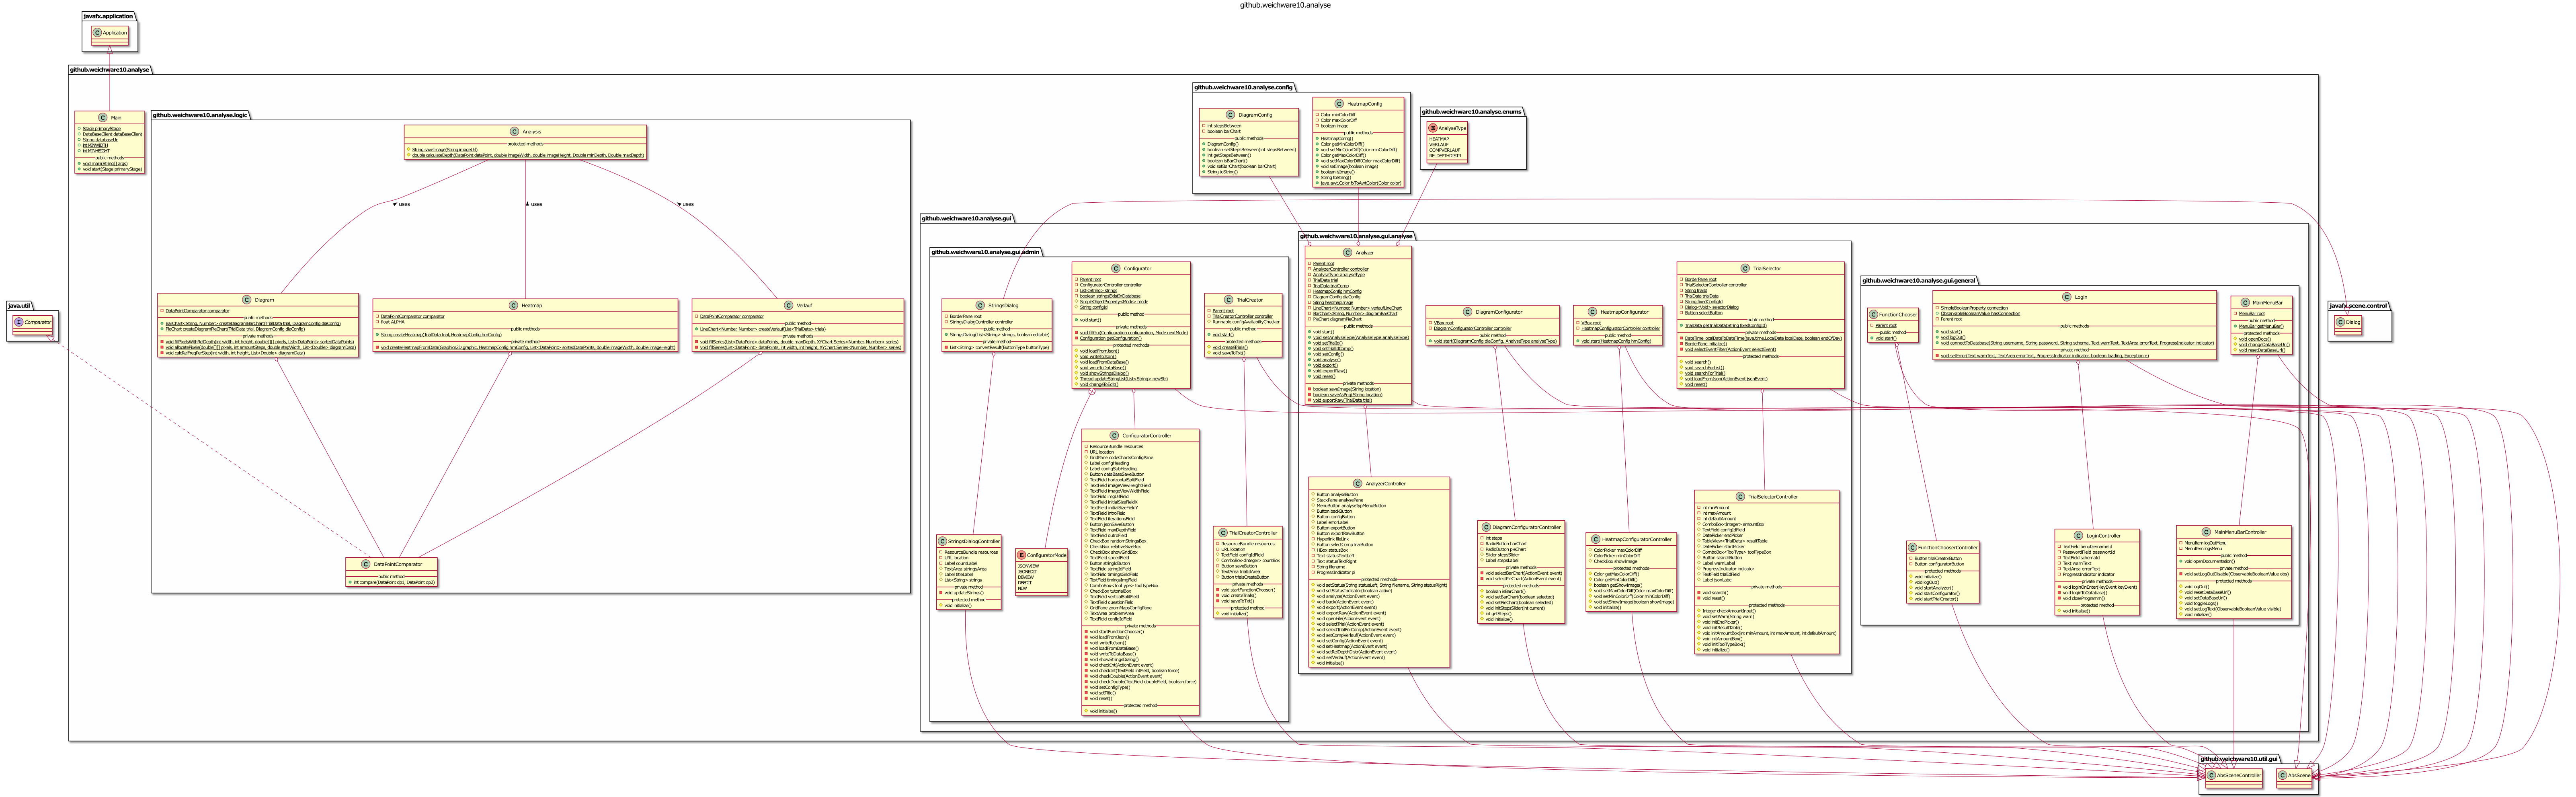 github.weichware10.analyse
javafx.application
Application
github.weichware10.analyse
Main
Stage primaryStage
DataBaseClient dataBaseClient
String databaseUrl
int MINWIDTH
int MINHEIGHT
public methods
void main(String[] args)
void start(Stage primaryStage)
github.weichware10.analyse.logic
Analysis
protected methods
String saveImage(String imageUrl)
double calculateDepth(DataPoint dataPoint, double imageWidth, double imageHeight, Double minDepth, Double maxDepth)
uses
uses
uses
Diagram
DataPointComparator comparator
public methods
BarChart<String, Number> createDiagramBarChart(TrialData trial, DiagramConfig diaConfig)
PieChart createDiagramPieChart(TrialData trial, DiagramConfig diaConfig)
private methods
void fillPixelsWithRelDepth(int width, int height, double[][] pixels, List<DataPoint> sortedDataPoints)
void allocatePixels(double[][] pixels, int amountSteps, double stepWidth, List<Double> diagramData)
void calcRelFreqPerStep(int width, int height, List<Double> diagramData)
Heatmap
DataPointComparator comparator
float ALPHA
public methods
String createHeatmap(TrialData trial, HeatmapConfig hmConfig)
private methods
void createHeatmapFromData(Graphics2D graphic, HeatmapConfig hmConfig, List<DataPoint> sortedDataPoints, double imageWidth, double imageHeight)
Verlauf
DataPointComparator comparator
public method
LineChart<Number, Number> createVerlauf(List<TrialData> trials)
private methods
void fillSeries(List<DataPoint> dataPoints, double maxDepth, XYChart.Series<Number, Number> series)
void fillSeries(List<DataPoint> dataPoints, int width, int height, XYChart.Series<Number, Number> series)
DataPointComparator
public method
int compare(DataPoint dp1, DataPoint dp2)
java.util
Comparator
github.weichware10.analyse.config
DiagramConfig
int stepsBetween
boolean barChart
public methods
DiagramConfig()
boolean setStepsBetween(int stepsBetween)
int getStepsBetween()
boolean isBarChart()
void setBarChart(boolean barChart)
String toString()
HeatmapConfig
Color minColorDiff
Color maxColorDiff
boolean image
public methods
HeatmapConfig()
Color getMinColorDiff()
void setMinColorDiff(Color minColorDiff)
Color getMaxColorDiff()
void setMaxColorDiff(Color maxColorDiff)
void setImage(boolean image)
boolean isImage()
String toString()
java.awt.Color fxToAwtColor(Color color)
github.weichware10.analyse.enums
AnalyseType
HEATMAP
VERLAUF
COMPVERLAUF
RELDEPTHDISTR
github.weichware10.analyse.gui
github.weichware10.analyse.gui.admin
StringsDialog
BorderPane root
StringsDialogController controller
public method
StringsDialog(List<String> strings, boolean editable)
private method
List<String> convertResult(ButtonType buttonType)
Configurator
Parent root
ConfiguratorController controller
List<String> strings
boolean stringsExistInDatabase
SimpleObjectProperty<Mode> mode
String configId
public method
void start()
private methods
void fillGui(Configuration configuration, Mode nextMode)
Configuration getConfiguration()
protected methods
void loadFromJson()
void writeToJson()
void loadFromDataBase()
void writeToDataBase()
void showStringsDialog()
Thread updateStringList(List<String> newStr)
void changeToEdit()
TrialCreator
Parent root
TrialCreatorController controller
Runnable configAvailabilityChecker
public method
void start()
protected methods
void createTrials()
void saveToTxt()
StringsDialogController
ResourceBundle resources
URL location
Label countLabel
TextArea stringsArea
Label titleLabel
List<String> strings
private method
void updateStrings()
protected method
void initialize()
ConfiguratorMode
JSONVIEW
JSONEDIT
DBVIEW
DBEDIT
NEW
ConfiguratorController
ResourceBundle resources
URL location
GridPane codeChartsConfigPane
Label configHeading
Label configSubHeading
Button dataBaseSaveButton
TextField horizontalSplitField
TextField imageViewHeightField
TextField imageViewWidthField
TextField imgUrlField
TextField initialSizeFieldX
TextField initialSizeFieldY
TextField introField
TextField iterationsField
Button jsonSaveButton
TextField maxDepthField
TextField outroField
CheckBox randomStringsBox
CheckBox relativeSizeBox
CheckBox showGridBox
TextField speedField
Button stringIdButton
TextField stringIdField
TextField timingsGridField
TextField timingsImgField
ComboBox<ToolType> toolTypeBox
CheckBox tutorialBox
TextField verticalSplitField
TextField questionField
GridPane zoomMapsConfigPane
TextArea problemArea
TextField configIdField
private methods
void startFunctionChooser()
void loadFromJson()
void writeToJson()
void loadFromDataBase()
void writeToDataBase()
void showStringsDialog()
void checkInt(ActionEvent event)
void checkInt(TextField intField, boolean force)
void checkDouble(ActionEvent event)
void checkDouble(TextField doubleField, boolean force)
void setConfigType()
void setTitle()
void reset()
protected method
void initialize()
TrialCreatorController
ResourceBundle resources
URL location
TextField configIdField
ComboBox<Integer> countBox
Button saveButton
TextArea trialIdArea
Button trialsCreateButton
private methods
void startFunctionChooser()
void createTrials()
void saveToTxt()
protected method
void initialize()
github.weichware10.analyse.gui.analyse
Analyzer
Parent root
AnalyzerController controller
AnalyseType analyseType
TrialData trial
TrialData trialComp
HeatmapConfig hmConfig
DiagramConfig diaConfig
String heatmapImage
LineChart<Number, Number> verlaufLineChart
BarChart<String, Number> diagramBarChart
PieChart diagramPieChart
public methods
void start()
void setAnalyseType(AnalyseType analyseType)
void setTrialId()
void setTrialIdComp()
void setConfig()
void analyse()
void export()
void exportRaw()
void reset()
private methods
boolean saveImage(String location)
boolean saveAsPng(String location)
void exportRaw(TrialData trial)
DiagramConfigurator
VBox root
DiagramConfiguratorController controller
public method
void start(DiagramConfig diaConfig, AnalyseType analyseType)
HeatmapConfigurator
VBox root
HeatmapConfiguratorController controller
public method
void start(HeatmapConfig hmConfig)
TrialSelector
BorderPane root
TrialSelectorController controller
String trialId
TrialData trialData
String fixedConfigId
Dialog<Void> selectorDialog
Button selectButton
public method
TrialData getTrialData(String fixedConfigId)
private methods
DateTime localDateToDateTime(java.time.LocalDate localDate, boolean endOfDay)
BorderPane initialize()
void selectEventFilter(ActionEvent selectEvent)
protected methods
void search()
void searchForList()
void searchForTrial()
void loadFromJson(ActionEvent jsonEvent)
void reset()
AnalyzerController
Button analyseButton
StackPane analysePane
MenuButton analyseTypMenuButton
Button backButton
Button configButton
Label errorLabel
Button exportButton
Button exportRawButton
Hyperlink fileLink
Button selectCompTrialButton
HBox statusBox
Text statusTextLeft
Text statusTextRight
String filename
ProgressIndicator pi
protected methods
void setStatus(String statusLeft, String filename, String statusRight)
void setStatusIndicator(boolean active)
void analyze(ActionEvent event)
void back(ActionEvent event)
void export(ActionEvent event)
void exportRaw(ActionEvent event)
void openFile(ActionEvent event)
void selectTrial(ActionEvent event)
void selectTrialForComp(ActionEvent event)
void setCompVerlauf(ActionEvent event)
void setConfig(ActionEvent event)
void setHeatmap(ActionEvent event)
void setRelDepthDistr(ActionEvent event)
void setVerlauf(ActionEvent event)
void initialize()
DiagramConfiguratorController
int steps
RadioButton barChart
RadioButton pieChart
Slider stepsSlider
Label stepsLabel
private methods
void selectBarChart(ActionEvent event)
void selectPieChart(ActionEvent event)
protected methods
boolean isBarChart()
void setBarChart(boolean selected)
void setPieChart(boolean selected)
void initStepsSlider(int current)
int getSteps()
void initialize()
HeatmapConfiguratorController
ColorPicker maxColorDiff
ColorPicker minColorDiff
CheckBox showImage
protected methods
Color getMaxColorDiff()
Color getMinColorDiff()
boolean getShowImage()
void setMaxColorDiff(Color maxColorDiff)
void setMinColorDiff(Color minColorDiff)
void setShowImage(boolean showImage)
void initialize()
TrialSelectorController
int minAmount
int maxAmount
int defaultAmount
ComboBox<Integer> amountBox
TextField configIdField
DatePicker endPicker
TableView<TrialData> resultTable
DatePicker startPicker
ComboBox<ToolType> toolTypeBox
Button searchButton
Label warnLabel
ProgressIndicator indicator
TextField trialIdField
Label jsonLabel
private methods
void search()
void reset()
protected methods
Integer checkAmountInput()
void setWarn(String warn)
void initEndPicker()
void initResultTable()
void initAmountBox(int minAmount, int maxAmount, int defaultAmount)
void initAmountBox()
void initToolTypeBox()
void initialize()
github.weichware10.analyse.gui.general
FunctionChooser
Parent root
public method
void start()
Login
SimpleBooleanProperty connection
ObservableBooleanValue hasConnection
Parent root
public methods
void start()
void logOut()
void connectToDatabase(String username, String password, String schema, Text warnText, TextArea errorText, ProgressIndicator indicator)
private method
void setError(Text warnText, TextArea errorText, ProgressIndicator indicator, boolean loading, Exception e)
MainMenuBar
MenuBar root
public method
MenuBar getMenuBar()
protected methods
void openDocs()
void changeDataBaseUrl()
void resetDataBaseUrl()
FunctionChooserController
Button trialCreatorButton
Button configuratorButton
protected methods
void initialize()
void logOut()
void startAnalyzer()
void startConfigurator()
void startTrialCreator()
LoginController
TextField benutzernameId
PasswordField passwortId
TextField schemaId
Text warnText
TextArea errorText
ProgressIndicator indicator
private methods
void loginOnEnter(KeyEvent keyEvent)
void loginToDatabase()
void closeProgramm()
protected method
void initialize()
MainMenuBarController
MenuItem logOutMenu
MenuItem logsMenu
public method
void openDocumentation()
private method
void setLogOutDisable(ObservableBooleanValue obs)
protected methods
void logOut()
void resetDataBaseUrl()
void setDataBaseUrl()
void toggleLogs()
void setLogText(ObservableBooleanValue visible)
void initialize()
javafx.scene.control
Dialog
github.weichware10.util.gui
AbsSceneController
AbsScene